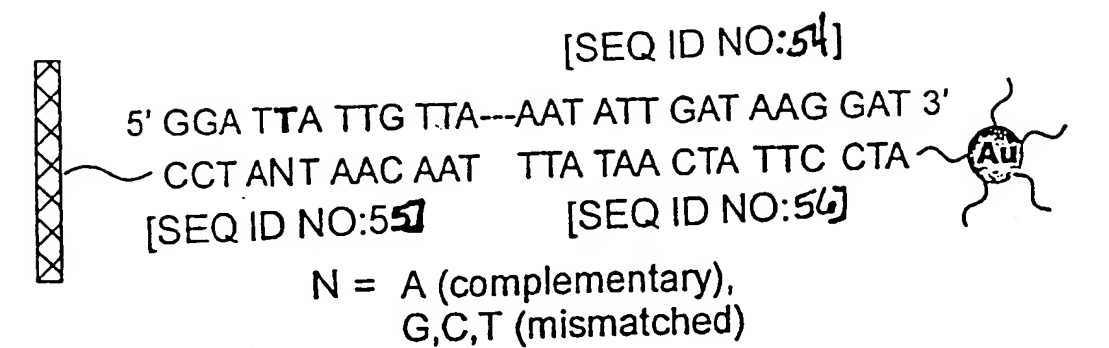 [SEQ ID NO:54]
5' GGA TTA TTG TTA---AAT ATT GAT AAG GAT 3'
CCT ANT AAC AAT TTA TAA CTA TTC CTA Au
[SEQ ID NO:55] [SEQ ID NO:56]
N = A (complementary),
G,C,T (mismatched)